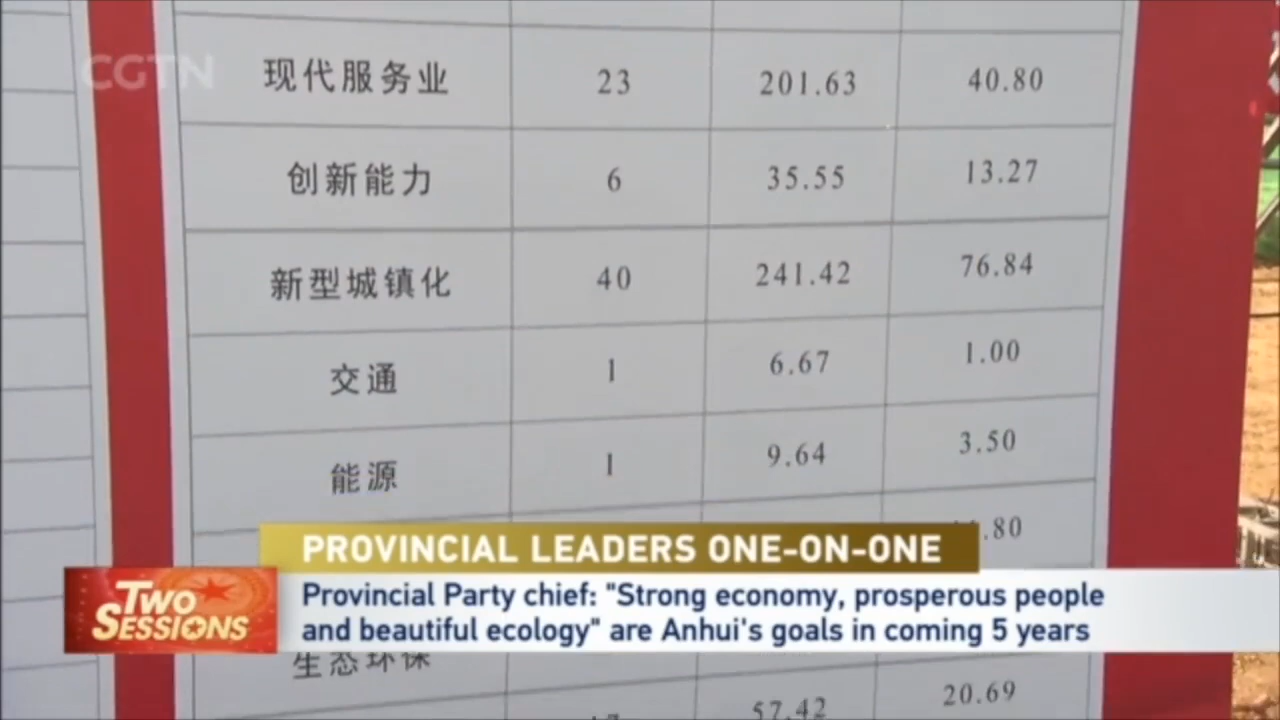 CGTN
现代服务业 23 201.63 40.80
创新能力 6 35.55 13.27
新型城镇化 40 241.42 76.84
交通 1 6.67 1.00
能源 1 9.64 3.50
.80
PROVINCIAL LEADERS ONE-ON-ONE
TWO SESSIONS
Provincial Party chief: "Strong economy, prosperous people
and beautiful ecology" are Anhui's goals in coming 5 years
生态环保
57.42 20.69